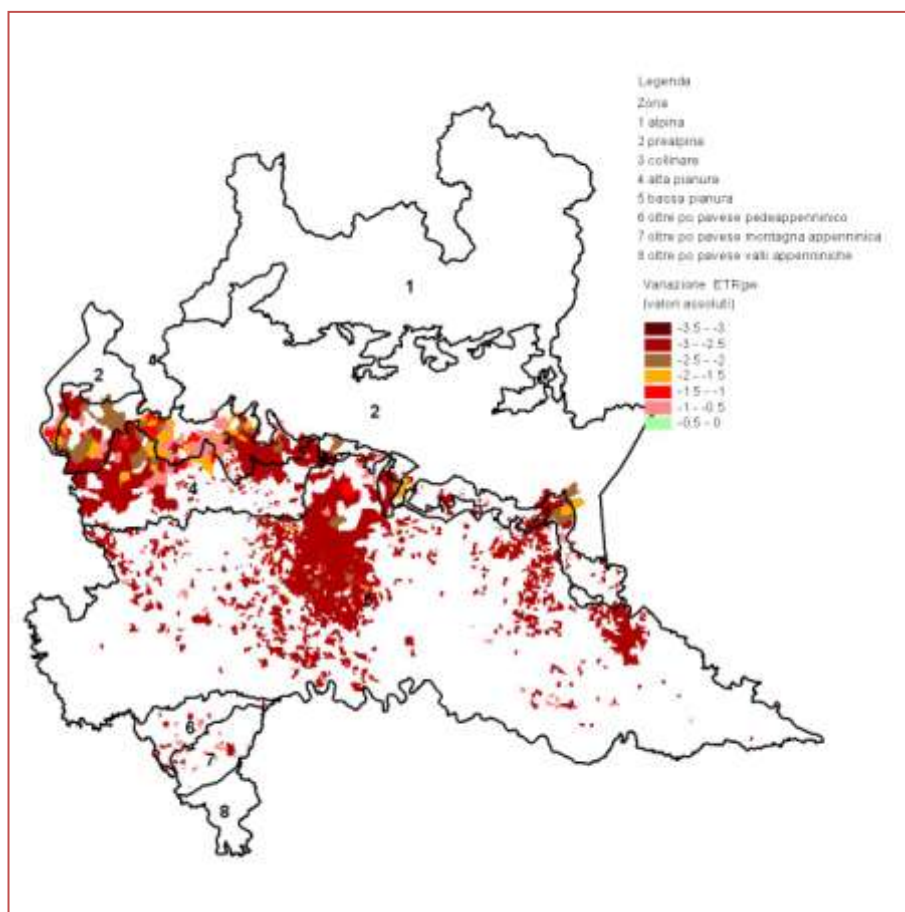 Legenda
Zona
1 alpina
2 prealpina
3 collinare
4 alta pianura
5 bassa pianura
6 oltre po pavese pedeappenninico
7 oltre po pavese montagna appenninica
8 oltre po pavese valli appenniniche
Variazione ETRgw
(valori assoluti)
-3.5 - -3
-3 - -2.5
-2.5 - -2
-2 - -1.5
-1.5 - -1
-1 - -0.5
-0.5 - 0
1
2
2
4
6
7
8